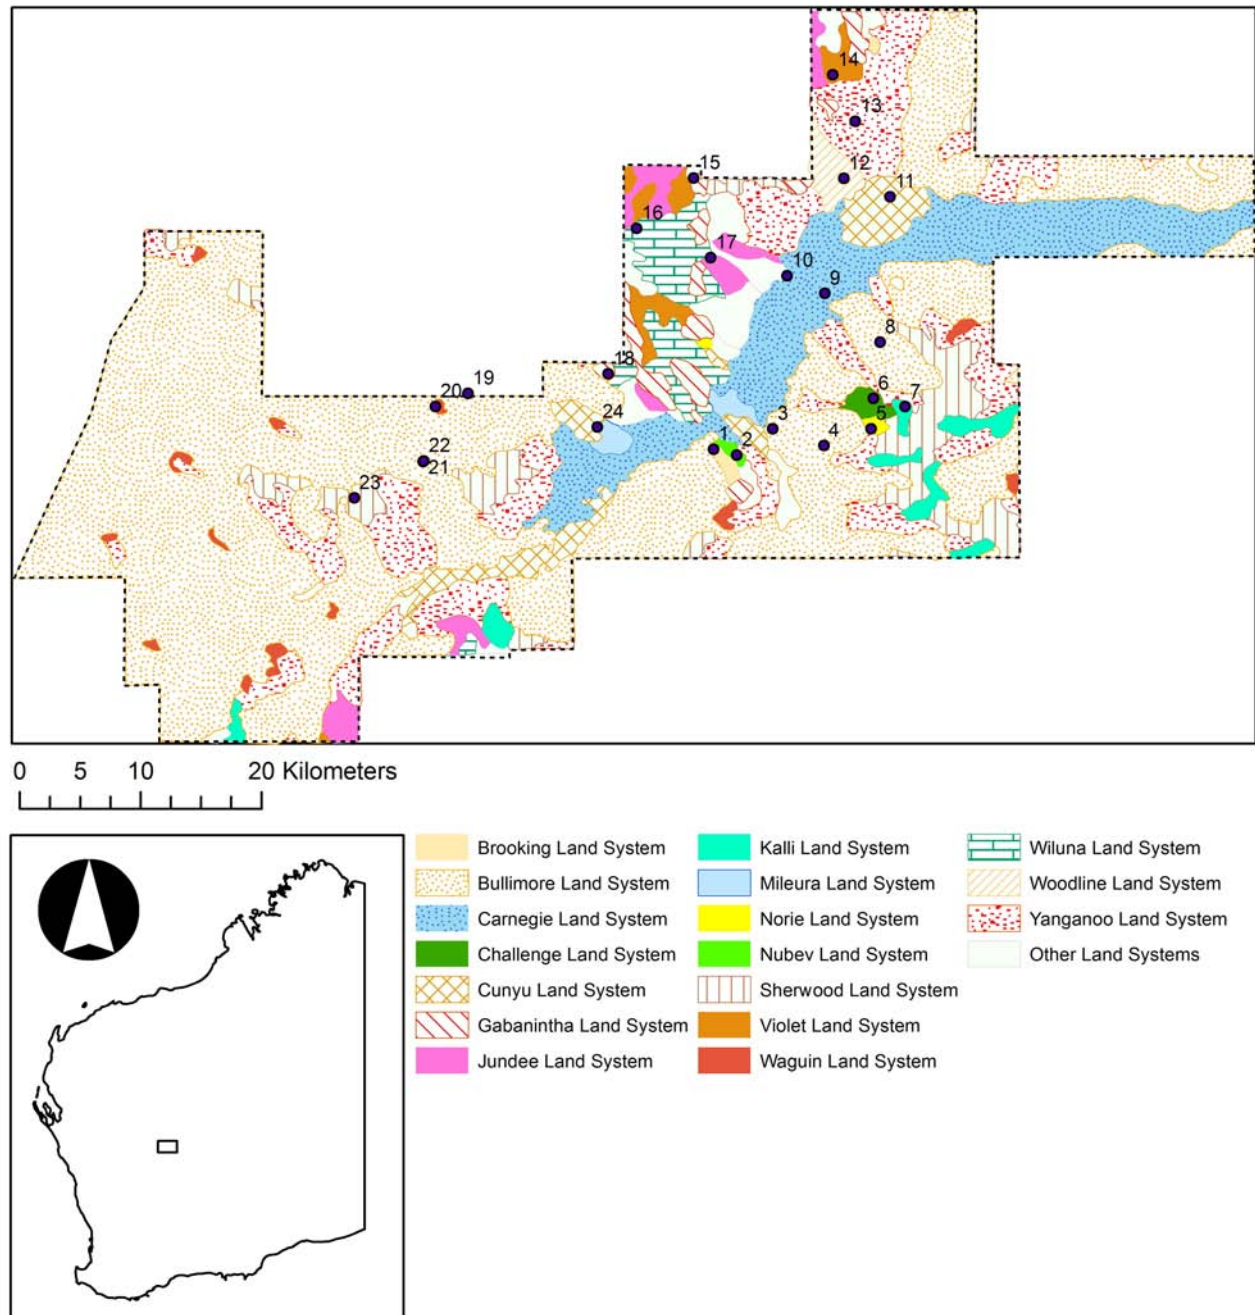 14
13
15
12
11
16
17
10
9
8
18
6
7
19
20
24
3
5
4
1
2
22
21
23
0 5 10 20 Kilometers
Brooking Land System
Bullimore Land System
Carnegie Land System
Challenge Land System
Cunyu Land System
Gabanintha Land System
Jundee Land System
Kalli Land System
Mileura Land System
Norie Land System
Nubev Land System
Sherwood Land System
Violet Land System
Waguin Land System
Wiluna Land System
Woodline Land System
Yanganoo Land System
Other Land Systems